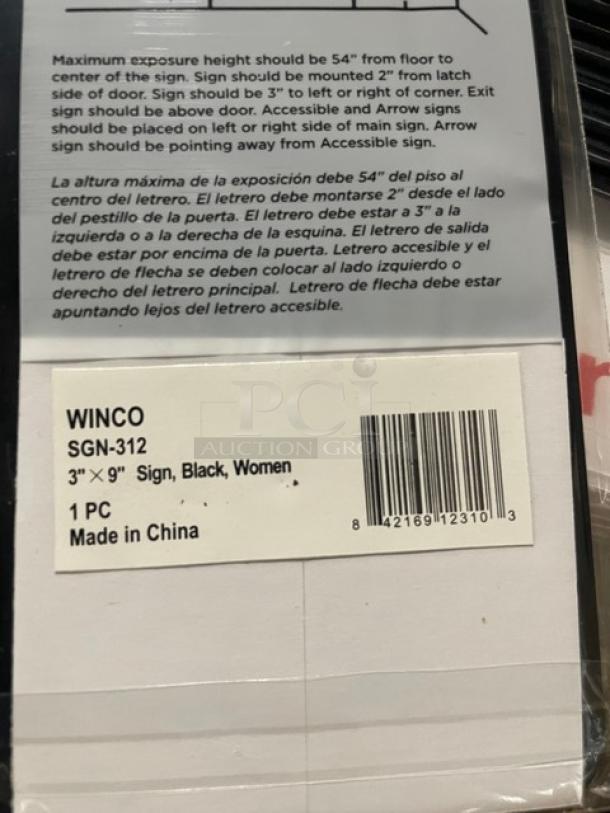 Maximum exposure height should be 54" from floor to
center of the sign. Sign should be mounted 2" from latch
side of door. Sign should be 3" to left or right of corner. Exit
sign should be above door. Accessible and Arrow signs
should be placed on left or right side of main sign. Arrow
sign should be pointing away from Accessible sign.
La altura máxima de la exposición debe 54" del piso al
centro del letrero. El letrero debe montarse 2" desde el lado
del pestillo de la puerta. El letrero debe estar a 3" a la
izquierda o a la derecha de la esquina. El letrero de salida
debe estar por encima de la puerta. Letrero accesible y el
letrero de flecha se deben colocar al lado izquierdo o
derecho del letrero principal. Letrero de flecha debe estar
apuntando lejos del letrero accesible.
PCi
AUCTION GROUP
WINCO
SGN-312
3" × 9" Sign, Black, Women
1 PC
Made in China
8 42169 12310 3